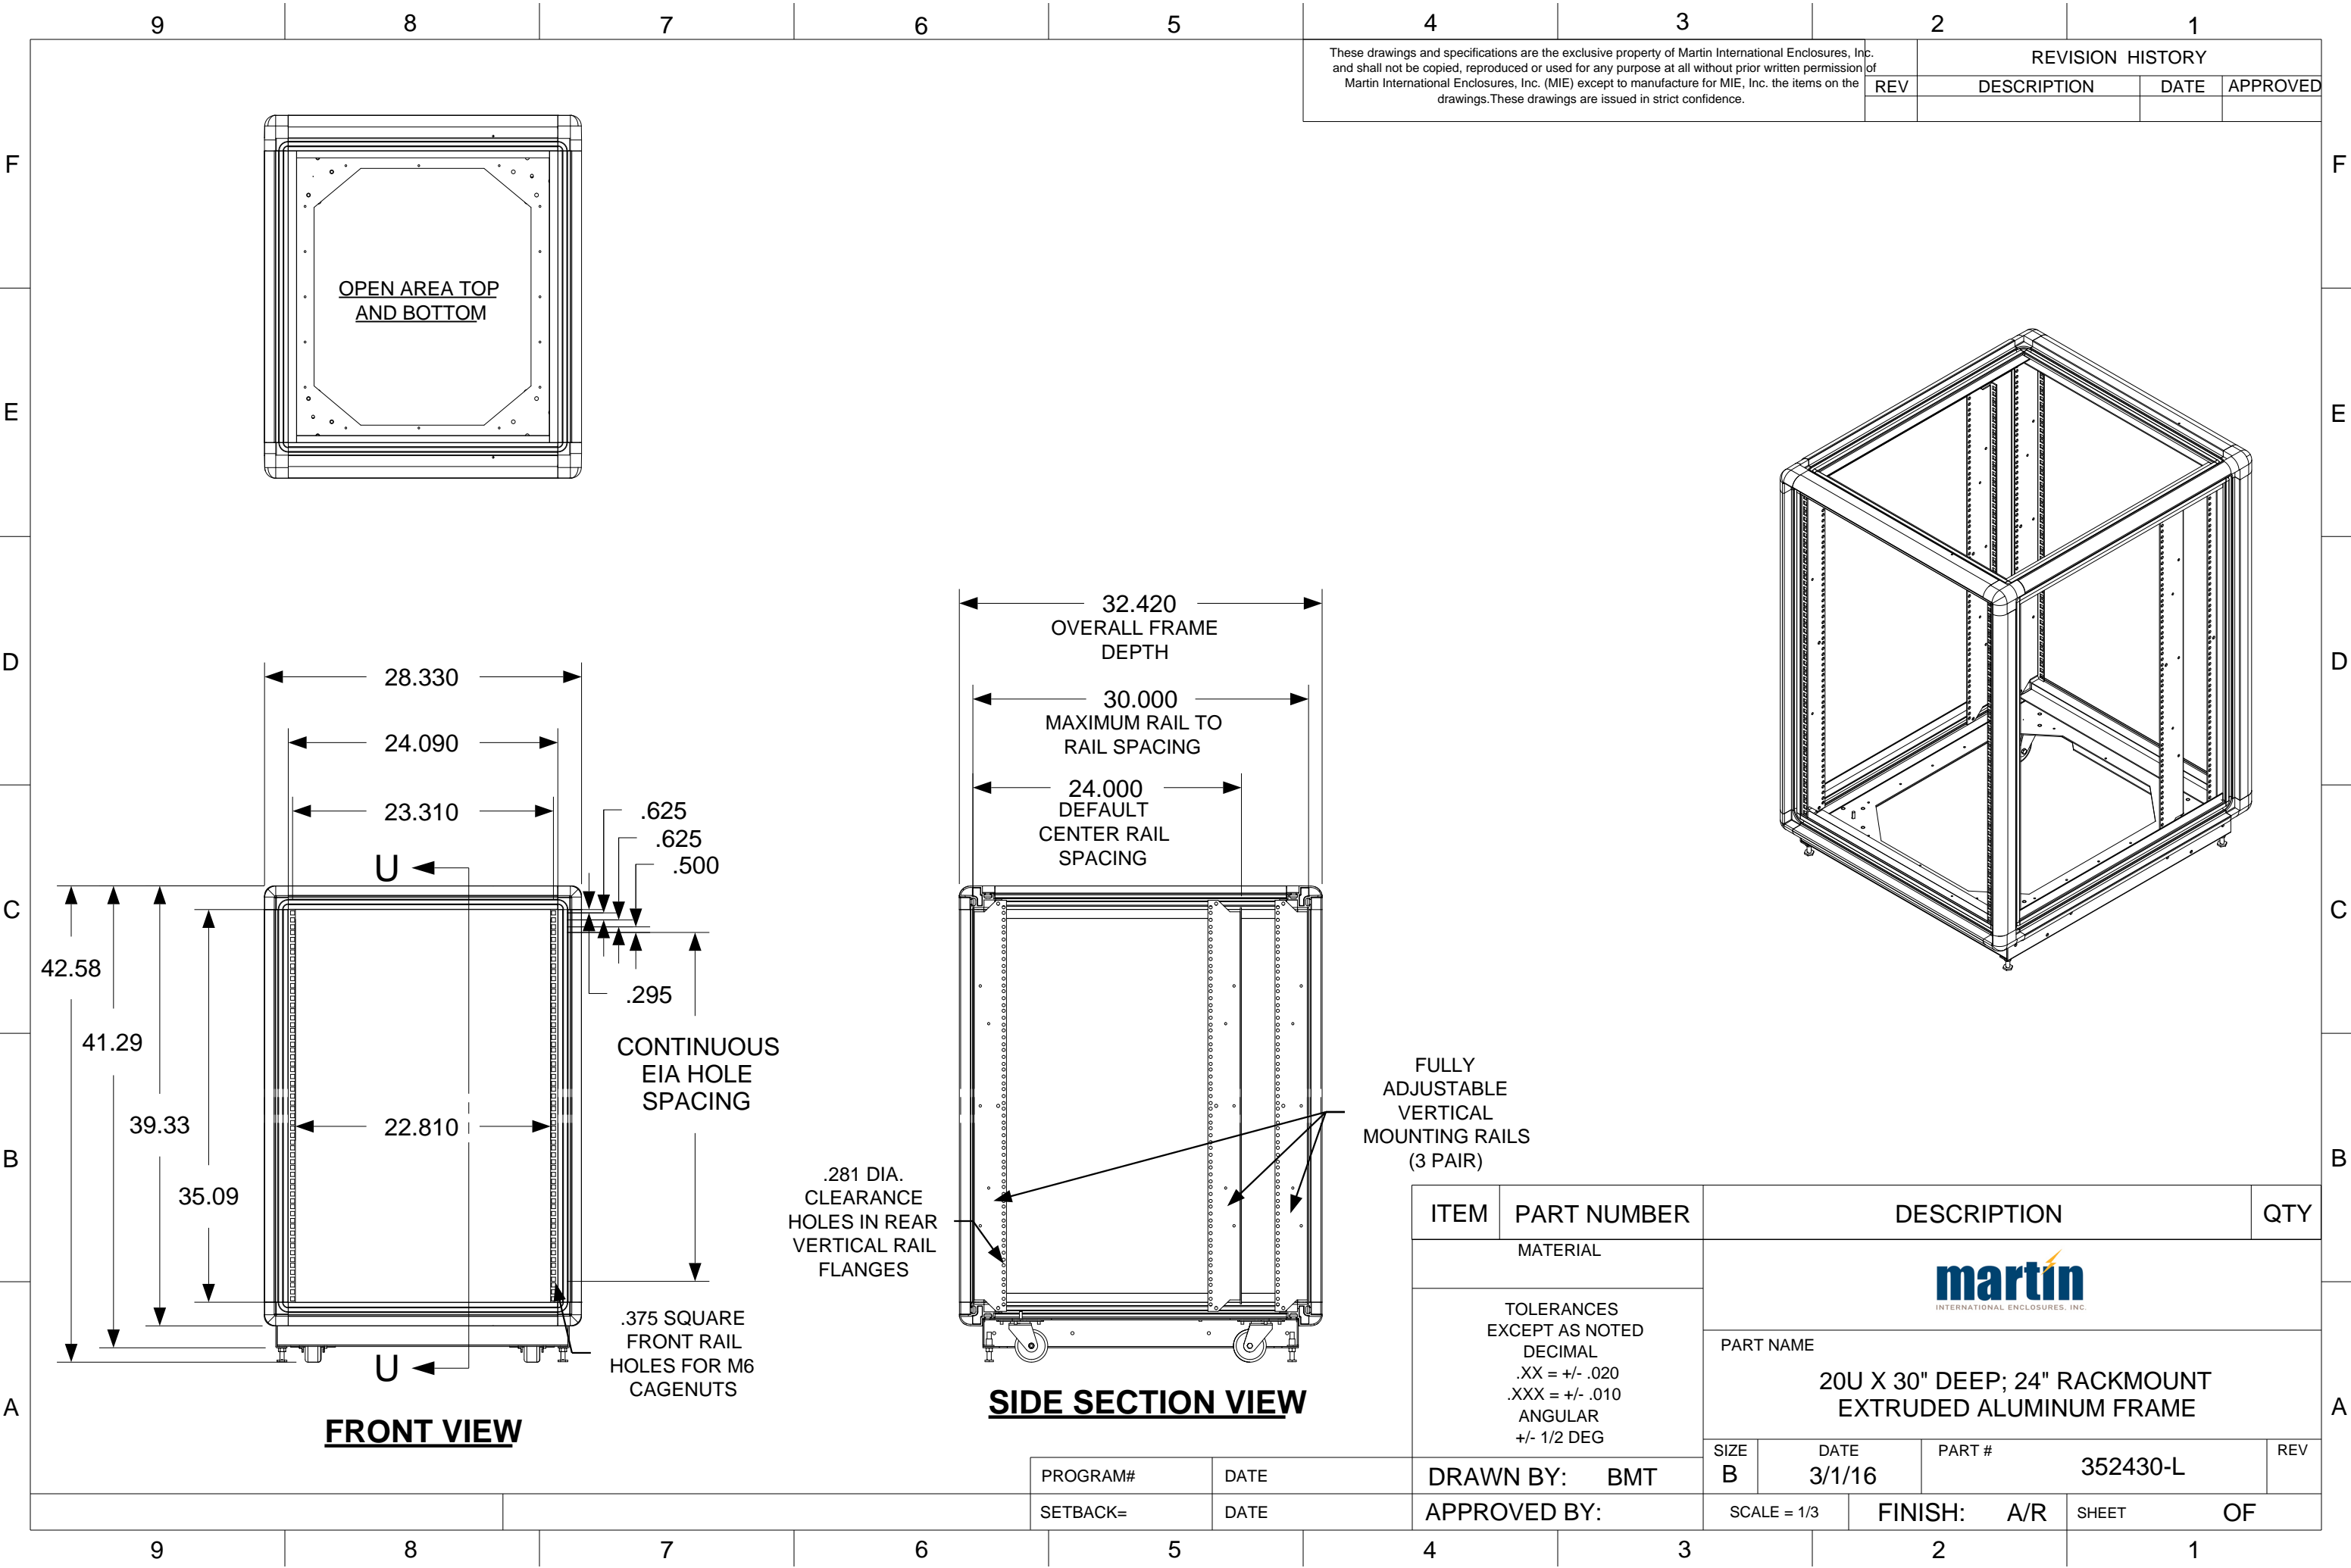 9 8 7 6 5 4 3 2 1
These drawings and specifications are the exclusive property of Martin International Enclosures, Inc.
and shall not be copied, reproduced or used for any purpose at all without prior written permission of
Martin International Enclosures, Inc. (MIE) except to manufacture for MIE, Inc. the items on the
drawings.These drawings are issued in strict confidence.
REVISION HISTORY
REV DESCRIPTION DATE APPROVED
F F
OPEN AREA TOP
AND BOTTOM
E E
D D
32.420
OVERALL FRAME
DEPTH
30.000
MAXIMUM RAIL TO
RAIL SPACING
24.000
DEFAULT
CENTER RAIL
SPACING
28.330
24.090
23.310
.625
.625
.500
U
C C
42.58
41.29
39.33
35.09
22.810
.295
CONTINUOUS
EIA HOLE
SPACING
B B
.281 DIA.
CLEARANCE
HOLES IN REAR
VERTICAL RAIL
FLANGES
FULLY
ADJUSTABLE
VERTICAL
MOUNTING RAILS
(3 PAIR)
.375 SQUARE
FRONT RAIL
HOLES FOR M6
CAGENUTS
U
A A
FRONT VIEW
SIDE SECTION VIEW
ITEM PART NUMBER DESCRIPTION QTY
MATERIAL
martin
INTERNATIONAL ENCLOSURES, INC.
TOLERANCES
EXCEPT AS NOTED
DECIMAL
.XX = +/- .020
.XXX = +/- .010
ANGULAR
+/- 1/2 DEG
PART NAME
20U X 30" DEEP; 24" RACKMOUNT
EXTRUDED ALUMINUM FRAME
SIZE DATE PART # REV
B 3/1/16 352430-L
PROGRAM# DATE DRAWN BY: BMT
SETBACK= DATE APPROVED BY: SCALE = 1/3 FINISH: A/R SHEET OF
9 8 7 6 5 4 3 2 1